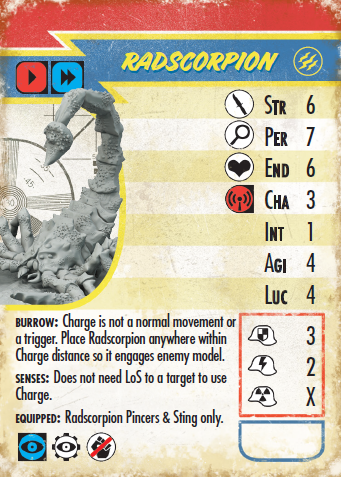 RADSCORPION
STR 6
PER 7
END 6
CHA 3
INT 1
AGI 4
LUC 4
BURROW: Charge is not a normal movement or
a trigger. Place Radscorpion anywhere within
Charge distance so it engages enemy model.
SENSES: Does not need LoS to a target to use
Charge.
EQUIPPED: Radscorpion Pincers & Sting only.
3
2
X